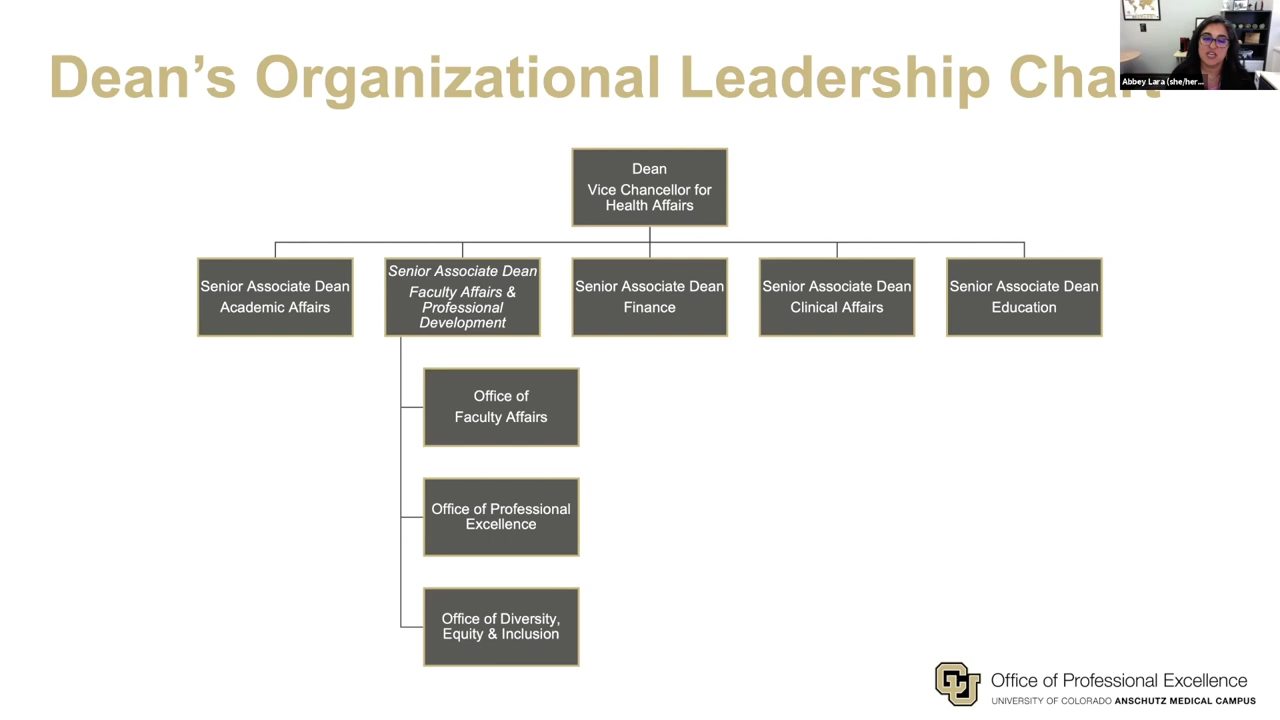 Dean's Organizational Leadership Chart
Abbey Lara (she/her...
Dean
Vice Chancellor for
Health Affairs
Senior Associate Dean
Academic Affairs
Senior Associate Dean
Faculty Affairs &
Professional
Development
Senior Associate Dean
Finance
Senior Associate Dean
Clinical Affairs
Senior Associate Dean
Education
Office of
Faculty Affairs
Office of Professional
Excellence
Office of Diversity,
Equity & Inclusion
CU
Office of Professional Excellence
UNIVERSITY OF COLORADO ANSCHUTZ MEDICAL CAMPUS